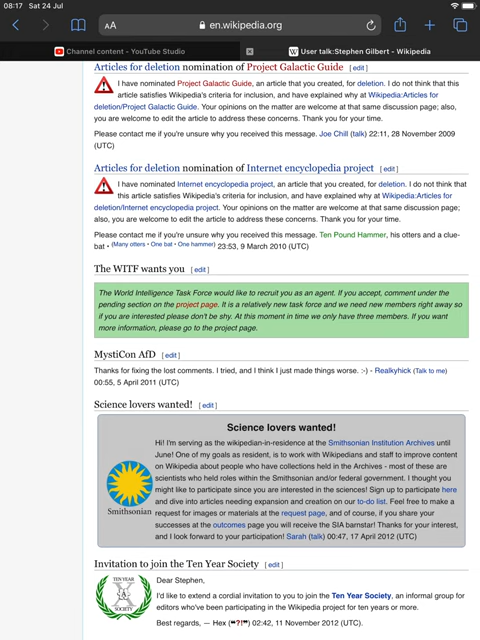 08:17 Sat 24 Jul
AA
en.wikipedia.org
Channel content - YouTube Studio
W User talk:Stephen Gilbert - Wikipedia
Articles for deletion nomination of Project Galactic Guide [ edit ]
I have nominated Project Galactic Guide, an article that you created, for deletion. I do not think that this
article satisfies Wikipedia's criteria for inclusion, and have explained why at Wikipedia:Articles for
deletion/Project Galactic Guide. Your opinions on the matter are welcome at that same discussion page; also,
you are welcome to edit the article to address these concerns. Thank you for your time.
Please contact me if you're unsure why you received this message. Joe Chill (talk) 22:11, 28 November 2009
(UTC)
Articles for deletion nomination of Internet encyclopedia project [ edit ]
I have nominated Internet encyclopedia project, an article that you created, for deletion. I do not think that
this article satisfies Wikipedia's criteria for inclusion, and have explained why at Wikipedia:Articles for
deletion/Internet encyclopedia project. Your opinions on the matter are welcome at that same discussion page;
also, you are welcome to edit the article to address these concerns. Thank you for your time.
Please contact me if you're unsure why you received this message. Ten Pound Hammer, his otters and a clue-
bat • (Many otters • One bat • One hammer) 23:53, 9 March 2010 (UTC)
The WITF wants you [ edit ]
The World Intelligence Task Force would like to recruit you as an agent. If you accept, comment under the
pending section on the project page. It is a relatively new task force and we need new members right away so
if you are interested please don't be shy. At this moment in time we only have three members. If you want
more information, please go to the project page.
MystiCon AfD [ edit ]
Thanks for fixing the lost comments. I tried, and I think I just made things worse. :-) - Realkyhick (Talk to me)
00:55, 5 April 2011 (UTC)
Science lovers wanted! [ edit ]
Science lovers wanted!
Hi! I'm serving as the wikipedian-in-residence at the Smithsonian Institution Archives until
June! One of my goals as resident, is to work with Wikipedians and staff to improve content
on Wikipedia about people who have collections held in the Archives - most of these are
scientists who held roles within the Smithsonian and/or federal government. I thought you
might like to participate since you are interested in the sciences! Sign up to participate here
and dive into articles needing expansion and creation on our to-do list. Feel free to make a
request for images or materials at the request page, and of course, if you share your
successes at the outcomes page you will receive the SIA barnstar! Thanks for your interest,
and I look forward to your participation! Sarah (talk) 00:47, 17 April 2012 (UTC)
Smithsonian
Invitation to join the Ten Year Society [ edit ]
TEN YEAR
SOCIETY
Dear Stephen,
I'd like to extend a cordial invitation to you to join the Ten Year Society, an informal group for
editors who've been participating in the Wikipedia project for ten years or more.
Best regards, — Hex (❝?!❞) 02:42, 11 November 2012 (UTC).